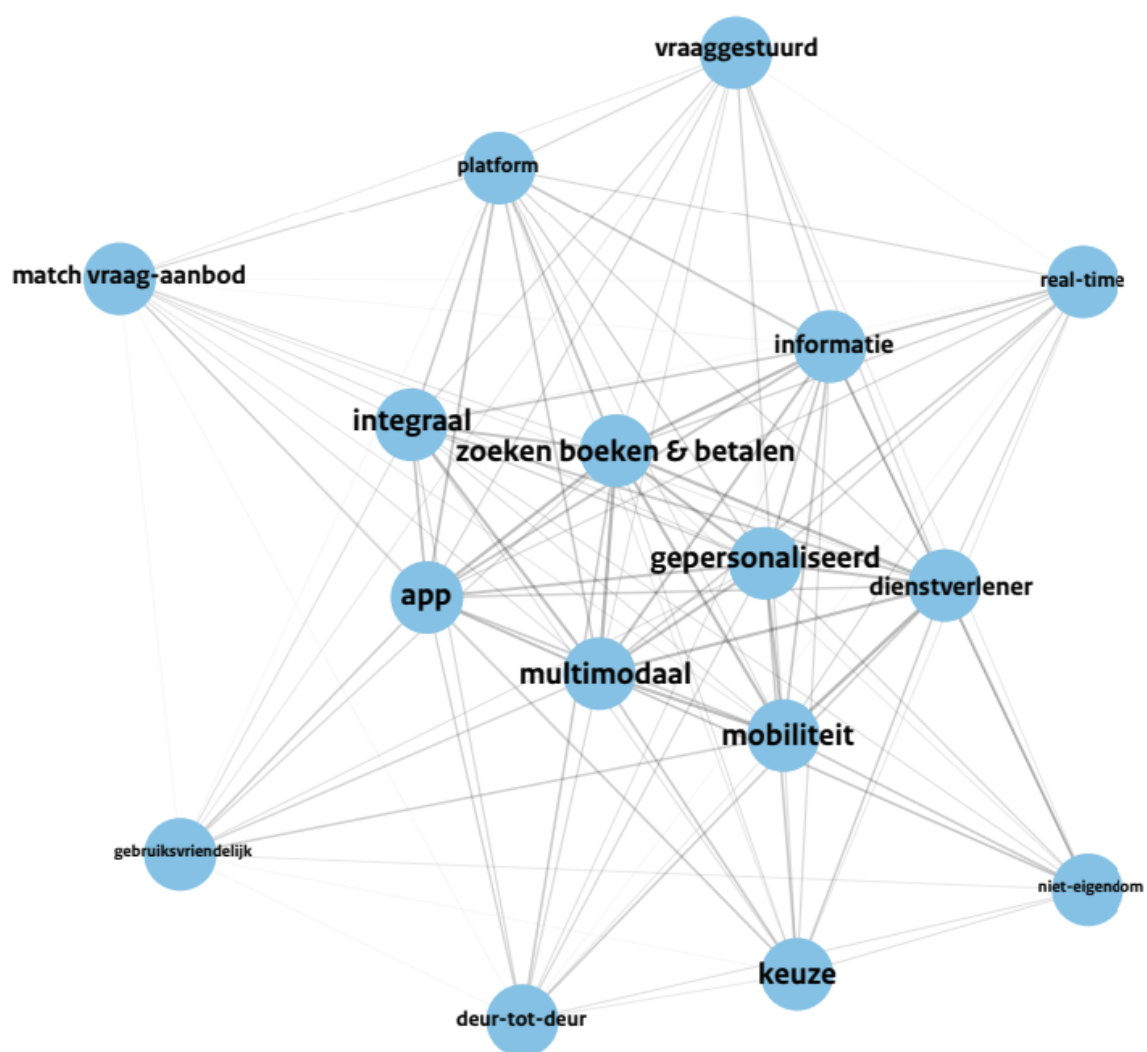 vraaggestuurd
platform
match vraag-aanbod
real-time
informatie
integraal
zoeken boeken & betalen
gepersonaliseerd
dienstverlener
app
multimodaal
mobiliteit
gebruiksvriendelijk
niet-eigendom
keuze
deur-tot-deur